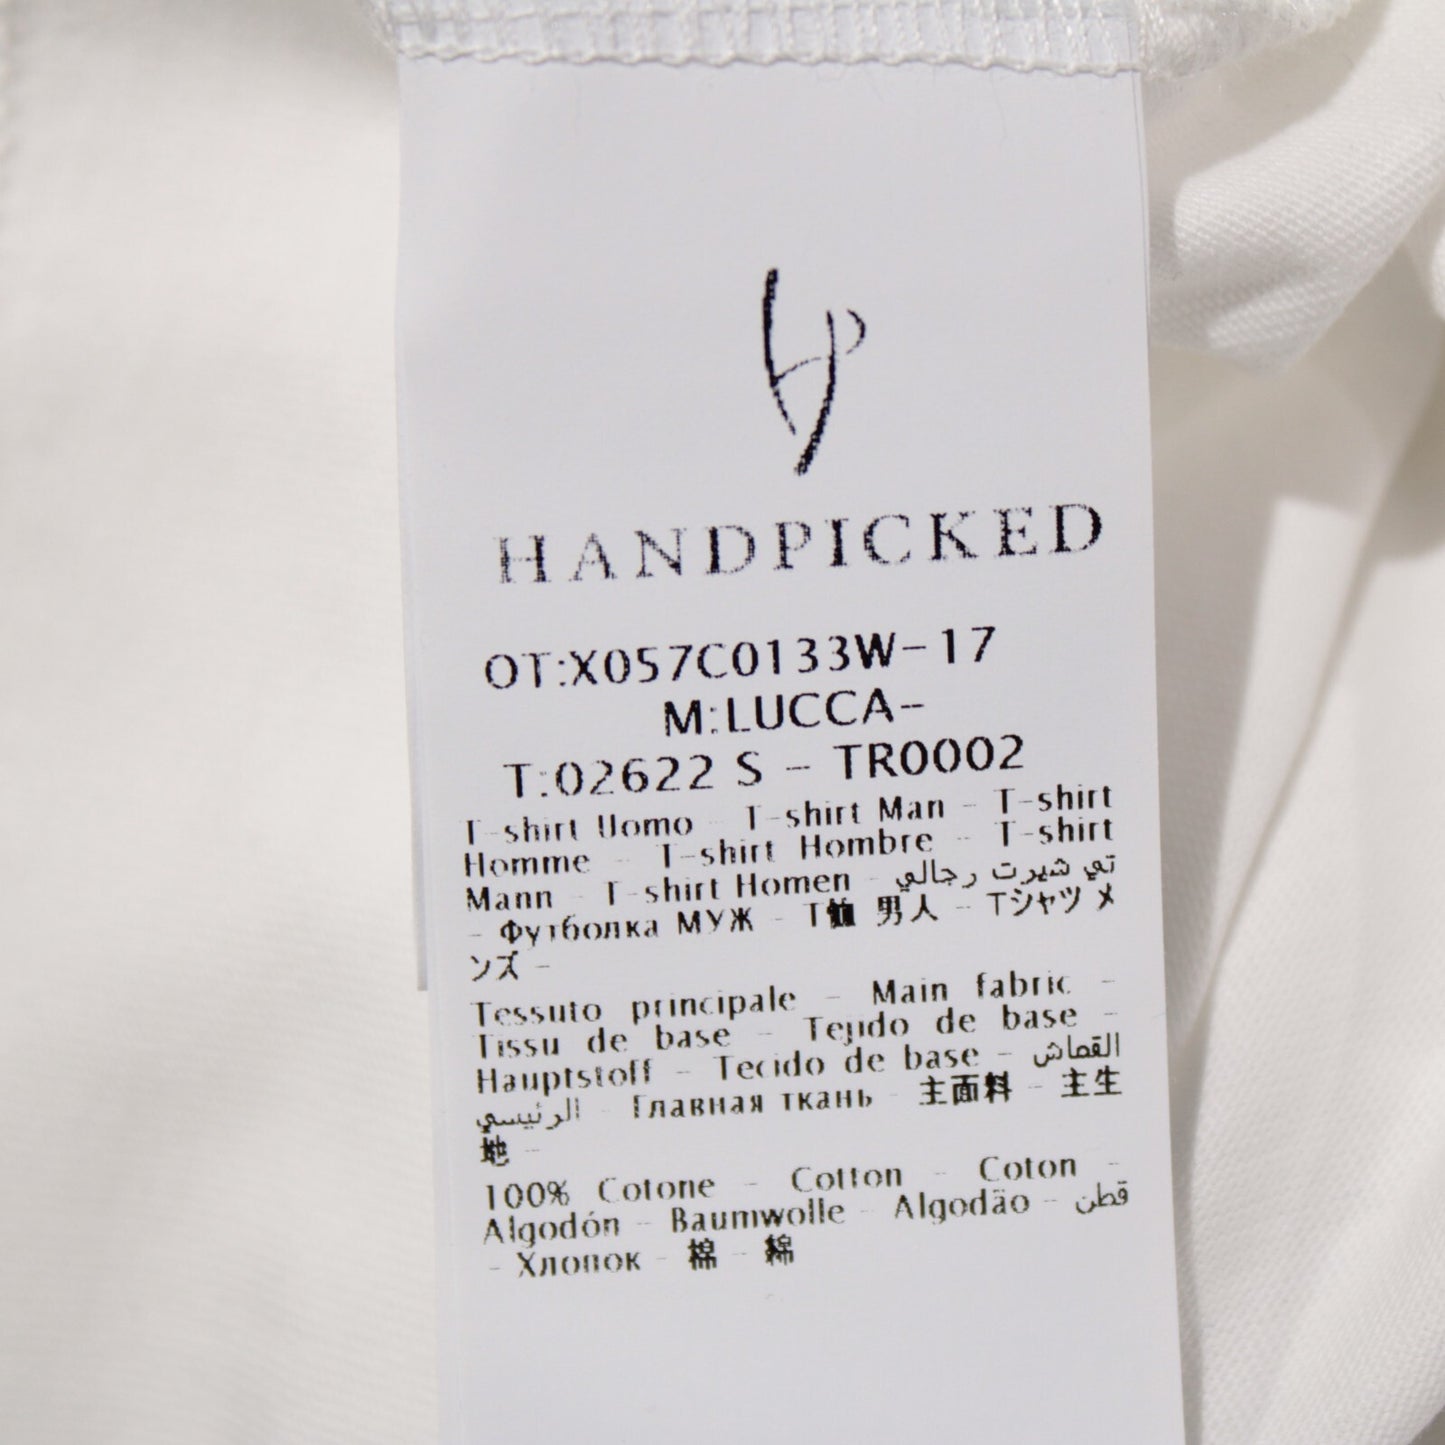 HANDPICKED
OT:X057C0133W-17
M:LUCCA-
T:02622 S - TR0002
T-shirt Uomo - T-shirt Man - T-shirt
Homme - T-shirt Hombre - T-shirt
Mann - T-shirt Homen - تي شيرت رجالي
- Футболка МУЖ - T恤 男人 - Tシャツ メ
ンズ -
Tessuto principale - Main fabric -
Tissu de base - Tejido de base -
Hauptstoff - Tecido de base - القماش
الرئيسي - Главная ткань - 主面料 - 主生
地 -
100% Cotone - Cotton - Coton -
Algodón - Baumwolle - Algodão - قطن
- Хлопок - 棉 - 綿